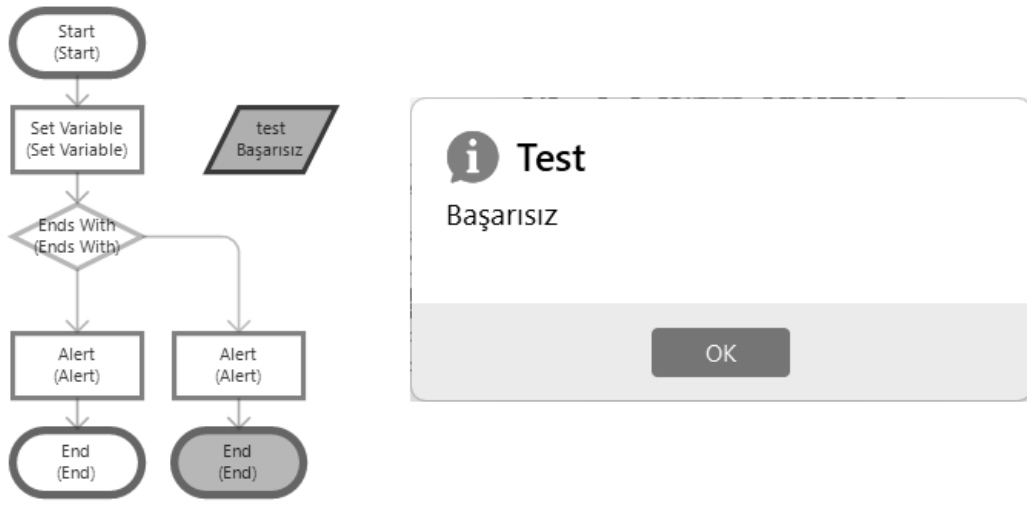 Start
(Start)
Set Variable
(Set Variable)
test
Başarısız
Ends With
(Ends With)
Alert
(Alert)
Alert
(Alert)
End
(End)
End
(End)
Test
Başarısız
OK